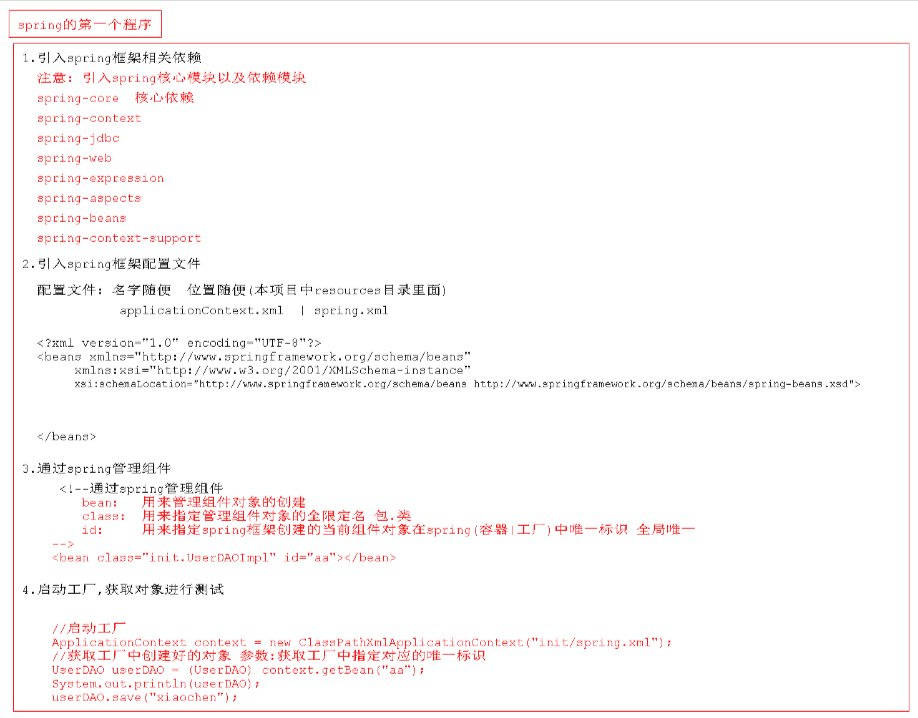 spring的第一个程序
1.引入spring框架相关依赖
注意: 引入spring核心模块以及依赖模块
spring-core 核心依赖
spring-context
spring-jdbc
spring-web
spring-expression
spring-aspects
spring-beans
spring-context-support
2.引入spring框架配置文件
配置文件: 名字随便 位置随便(本项目中resources目录里面)
applicationContext.xml | spring.xml
<?xml version="1.0" encoding="UTF-8"?>
<beans xmlns="http://www.springframework.org/schema/beans"
xmlns:xsi="http://www.w3.org/2001/XMLSchema-instance"
xsi:schemaLocation="http://www.springframework.org/schema/beans http://www.springframework.org/schema/beans/spring-beans.xsd">
</beans>
3.通过spring管理组件
<!--通过spring管理组件
bean: 用来管理组件对象的创建
class: 用来指定管理组件对象的全限定名 包.类
id: 用来指定spring框架创建的当前组件对象在spring(容器|工厂)中唯一标识 全局唯一
-->
<bean class="init.UserDAOImpl" id="aa"></bean>
4.启动工厂,获取对象进行测试
//启动工厂
ApplicationContext context = new ClassPathXmlApplicationContext("init/spring.xml");
//获取工厂中创建好的对象 参数:获取工厂中指定对应的唯一标识
UserDAO userDAO = (UserDAO) context.getBean("aa");
System.out.println(userDAO);
userDAO.save("xiaochen");